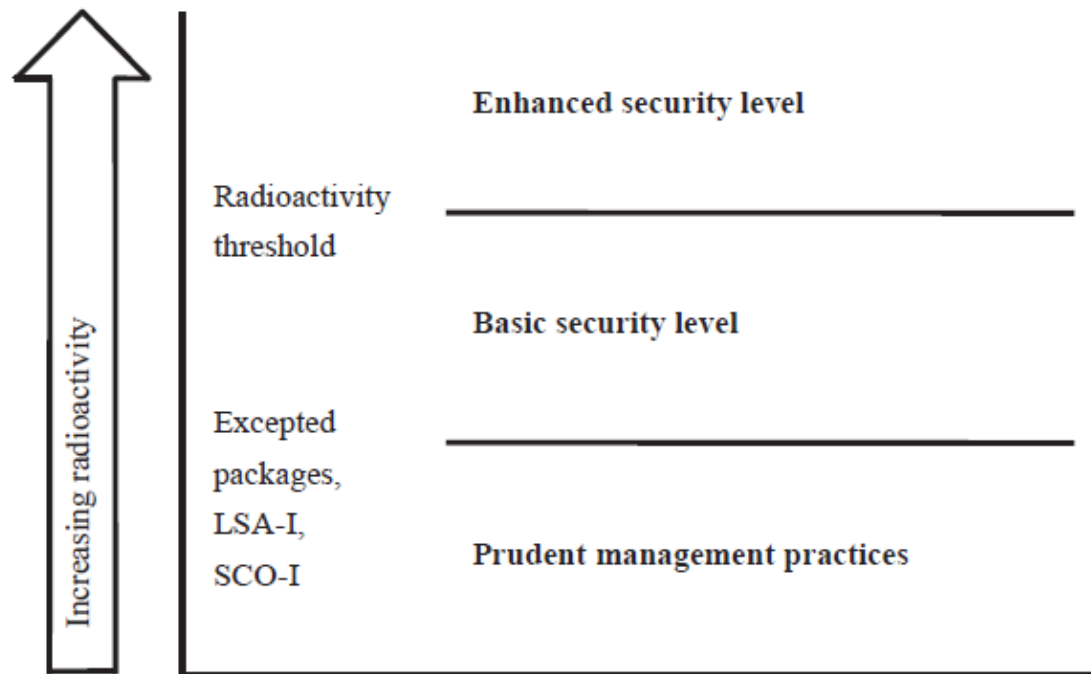 Enhanced security level
Radioactivity
threshold
Basic security level
Excepted
packages,
LSA-I,
SCO-I
Prudent management practices
Increasing radioactivity